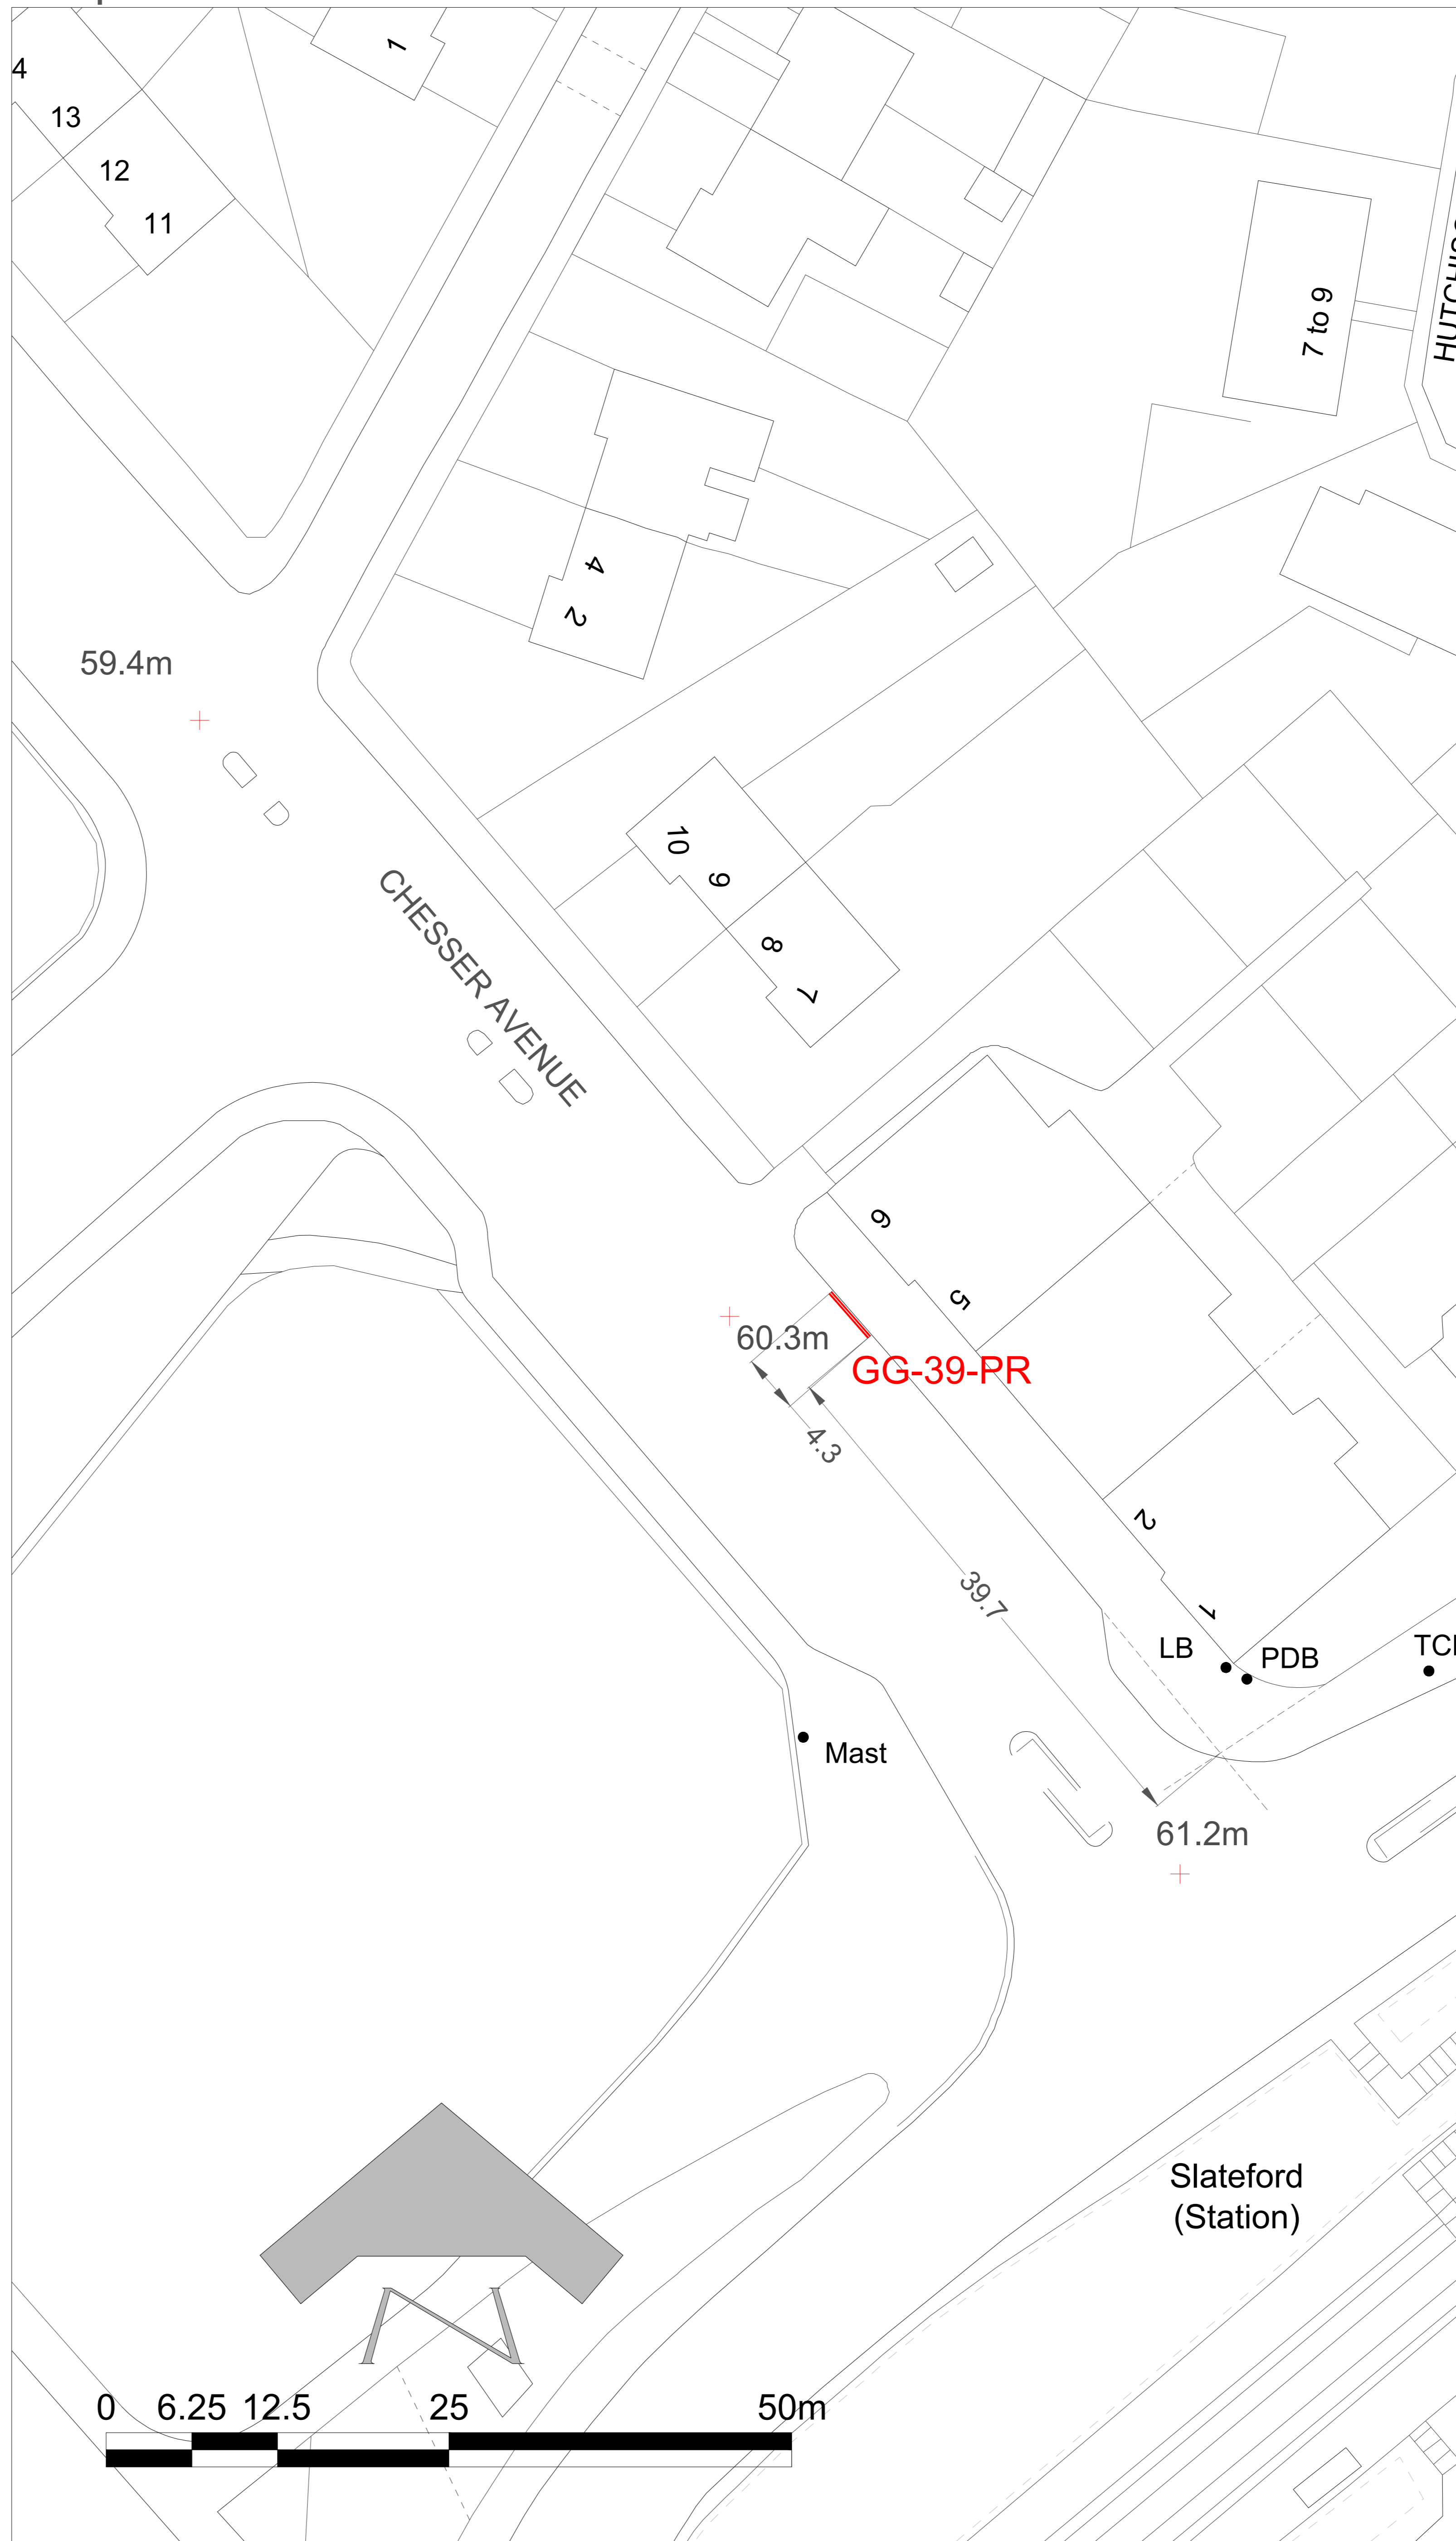 1
4
13
12
11
7 to 9
4
2
59.4m
10
9
8
7
CHESSER AVENUE
6
5
60.3m
GG-39-PR
4.3
39.7
2
1
LB
PDB
Mast
61.2m
Slateford
(Station)
0 6.25 12.5 25 50m